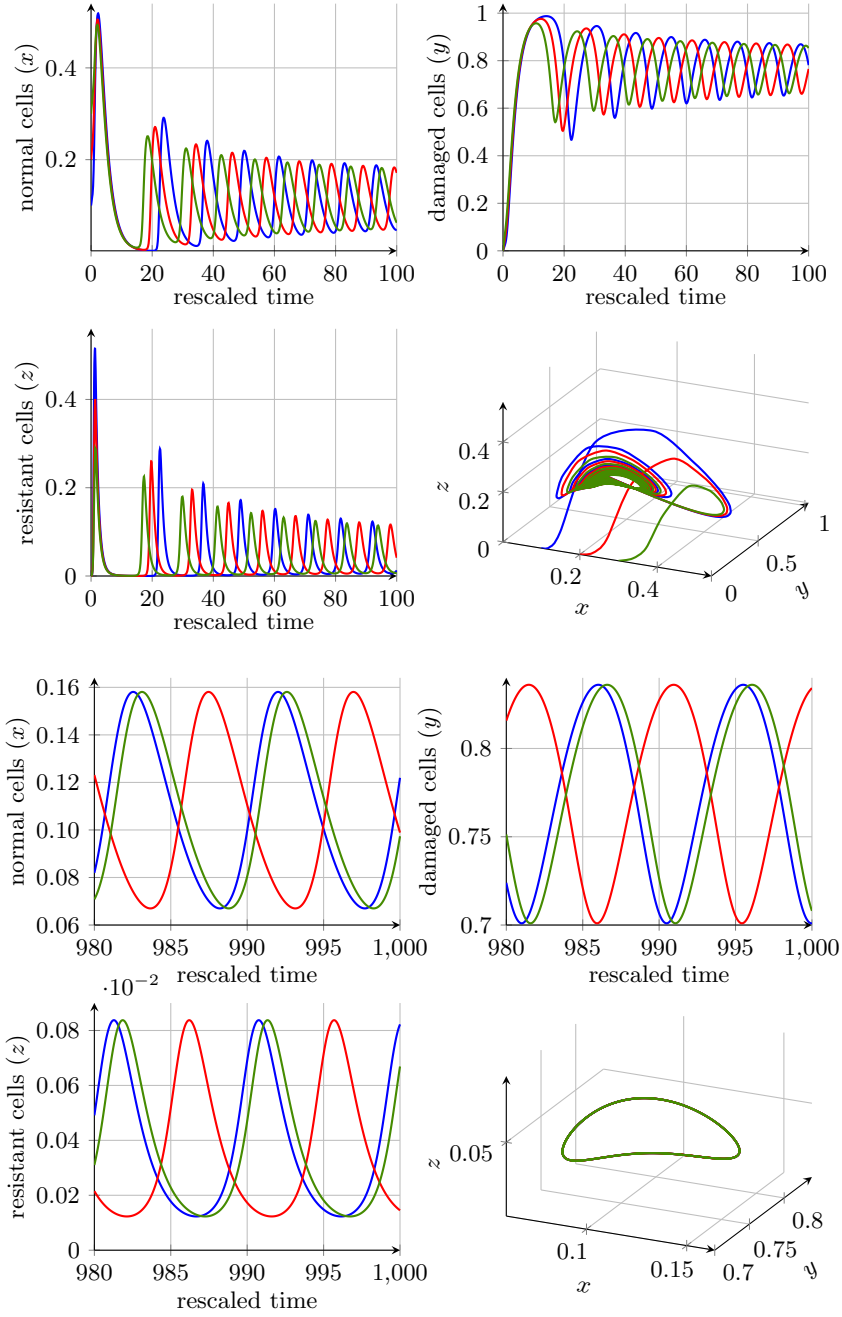 normal cells (x)
0.4
0.2
0 20 40 60 80 100
rescaled time
damaged cells (y)
1
0.8
0.6
0.4
0.2
0
0 20 40 60 80 100
rescaled time
resistant cells (z)
0.4
0.2
0
0 20 40 60 80 100
rescaled time
z
0.4
0.2
0
0.2
0.4
x
0
0.5
1
y
normal cells (x)
0.16
0.14
0.12
0.10
0.08
0.06
980 985 990 995 1,000
rescaled time
damaged cells (y)
0.8
0.75
0.7
980 985 990 995 1,000
rescaled time
·10⁻²
resistant cells (z)
0.08
0.06
0.04
0.02
0
980 985 990 995 1,000
rescaled time
z
0.05
0.1
0.15
x
0.7
0.75
0.8
y